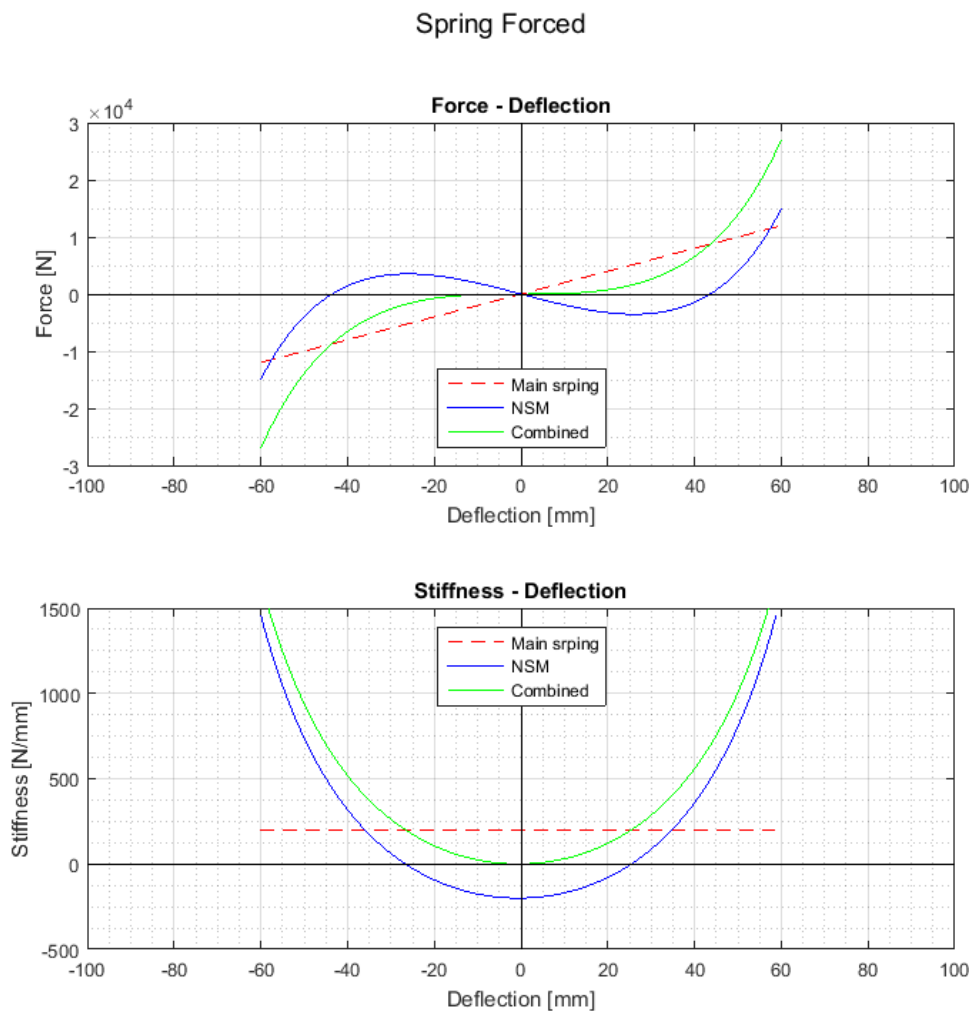 Spring Forced
Force - Deflection
×10^4
3
2
1
0
-1
-2
-3
Force [N]
Main srping
NSM
Combined
-100 -80 -60 -40 -20 0 20 40 60 80 100
Deflection [mm]
Stiffness - Deflection
1500
1000
500
0
-500
Stiffness [N/mm]
Main srping
NSM
Combined
-100 -80 -60 -40 -20 0 20 40 60 80 100
Deflection [mm]